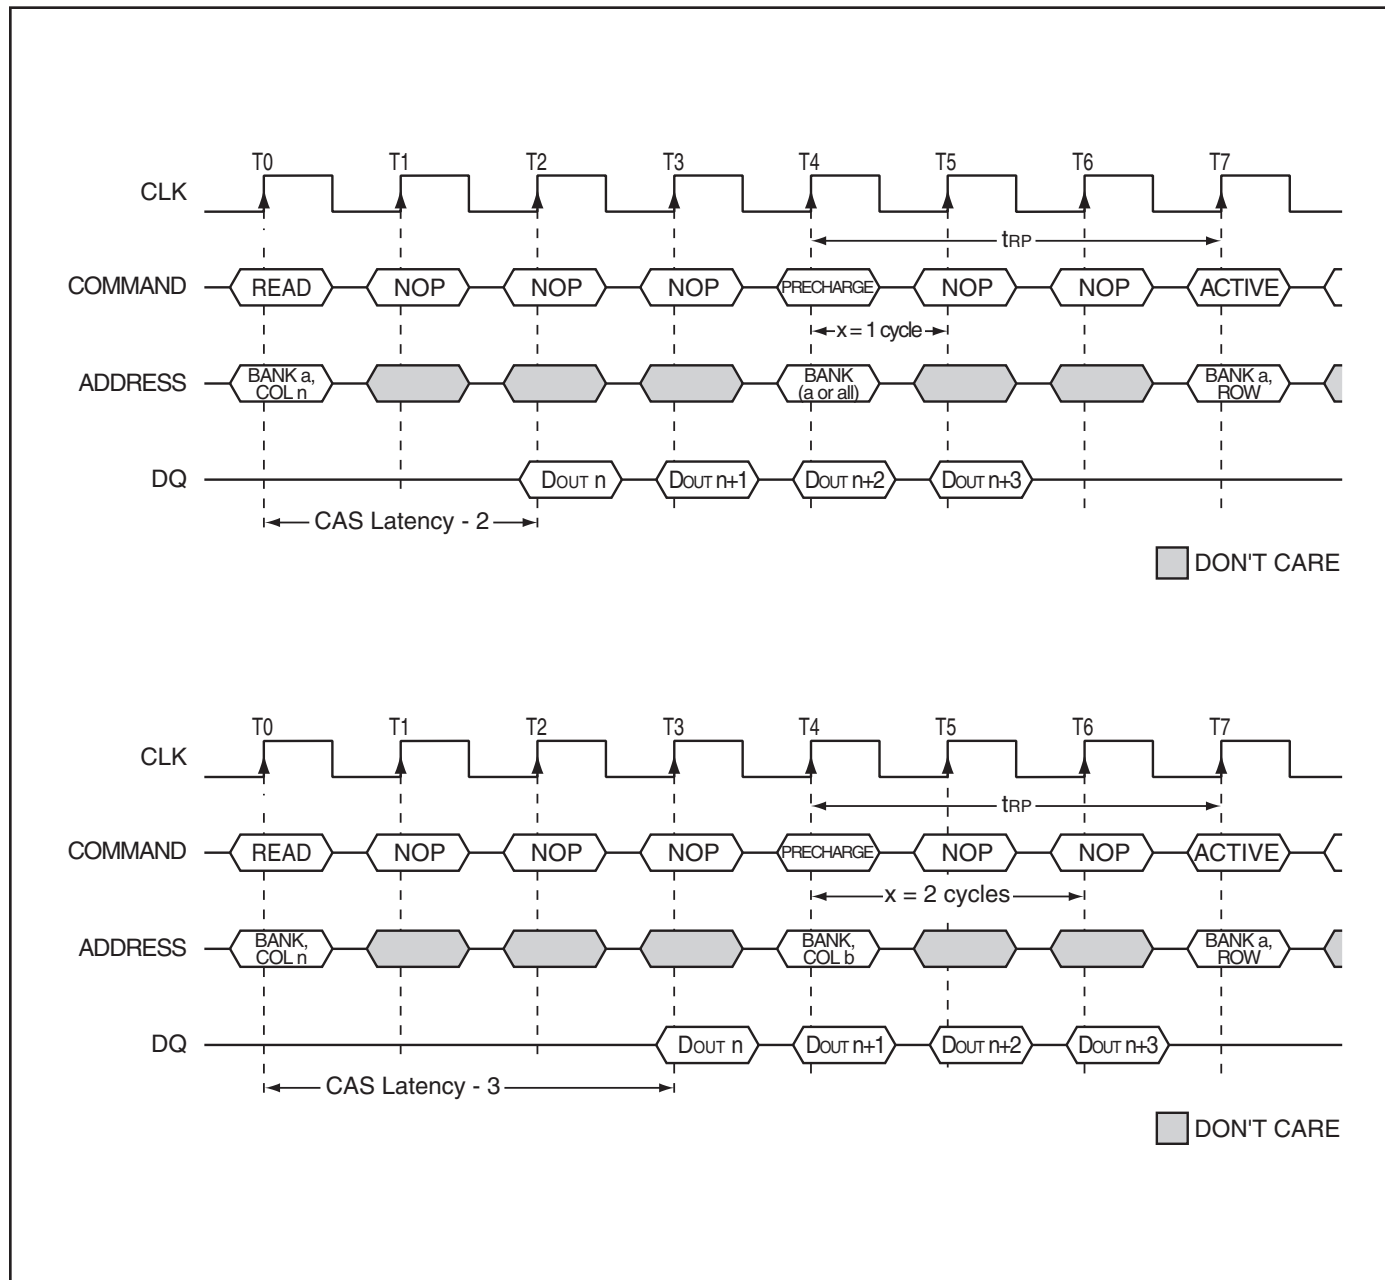 T0 T1 T2 T3 T4 T5 T6 T7
CLK
tRP
COMMAND READ NOP NOP NOP PRECHARGE NOP NOP ACTIVE
x = 1 cycle
ADDRESS BANK a, COL n BANK (a or all) BANK a, ROW
DQ DOUT n DOUT n+1 DOUT n+2 DOUT n+3
CAS Latency - 2
DON'T CARE
T0 T1 T2 T3 T4 T5 T6 T7
CLK
tRP
COMMAND READ NOP NOP NOP PRECHARGE NOP NOP ACTIVE
x = 2 cycles
ADDRESS BANK, COL n BANK, COL b BANK a, ROW
DQ DOUT n DOUT n+1 DOUT n+2 DOUT n+3
CAS Latency - 3
DON'T CARE